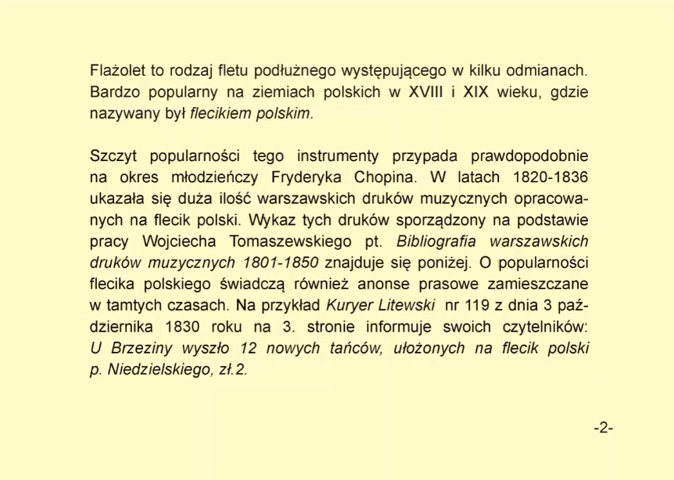 Flażolet to rodzaj fletu podłużnego występującego w kilku odmianach.
Bardzo popularny na ziemiach polskich w XVIII i XIX wieku, gdzie
nazywany był flecikiem polskim.
Szczyt popularności tego instrumenty przypada prawdopodobnie
na okres młodzieńczy Fryderyka Chopina. W latach 1820-1836
ukazała się duża ilość warszawskich druków muzycznych opracowa-
nych na flecik polski. Wykaz tych druków sporządzony na podstawie
pracy Wojciecha Tomaszewskiego pt. Bibliografia warszawskich
druków muzycznych 1801-1850 znajduje się poniżej. O popularności
flecika polskiego świadczą również anonse prasowe zamieszczane
w tamtych czasach. Na przykład Kuryer Litewski nr 119 z dnia 3 paź-
dziernika 1830 roku na 3. stronie informuje swoich czytelników:
U Brzeziny wyszło 12 nowych tańców, ułożonych na flecik polski
p. Niedzielskiego, zł.2.
-2-